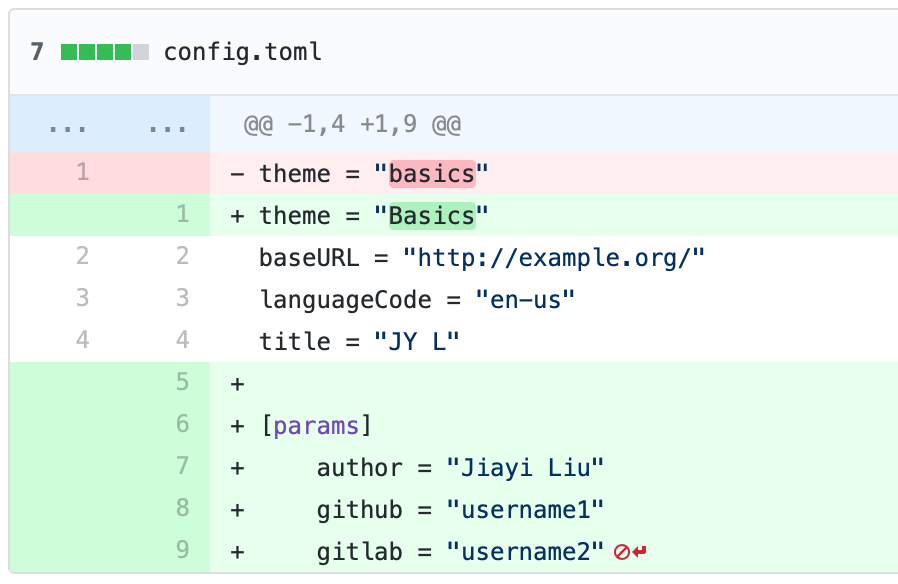 7 config.toml
... ... @@ -1,4 +1,9 @@
1 - theme = "basics"
1 + theme = "Basics"
2 2 baseURL = "http://example.org/"
3 3 languageCode = "en-us"
4 4 title = "JY L"
5 +
6 + [params]
7 + author = "Jiayi Liu"
8 + github = "username1"
9 + gitlab = "username2"